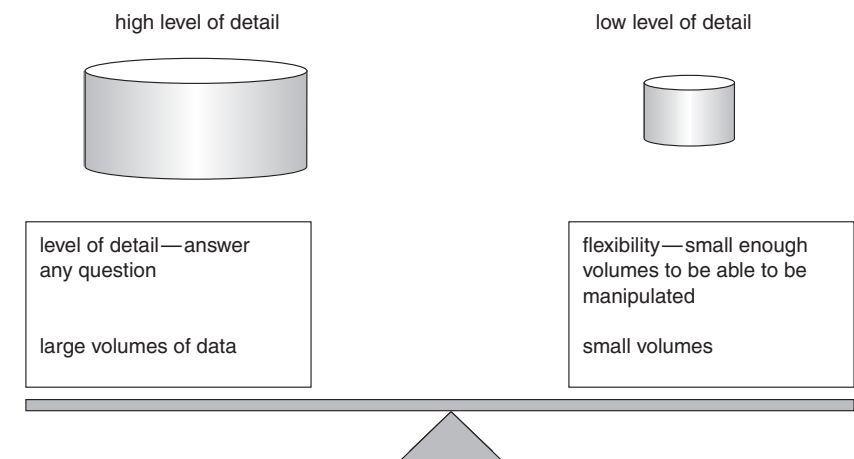 high level of detail
low level of detail
level of detail—answer
any question
large volumes of data
flexibility—small enough
volumes to be able to be
manipulated
small volumes